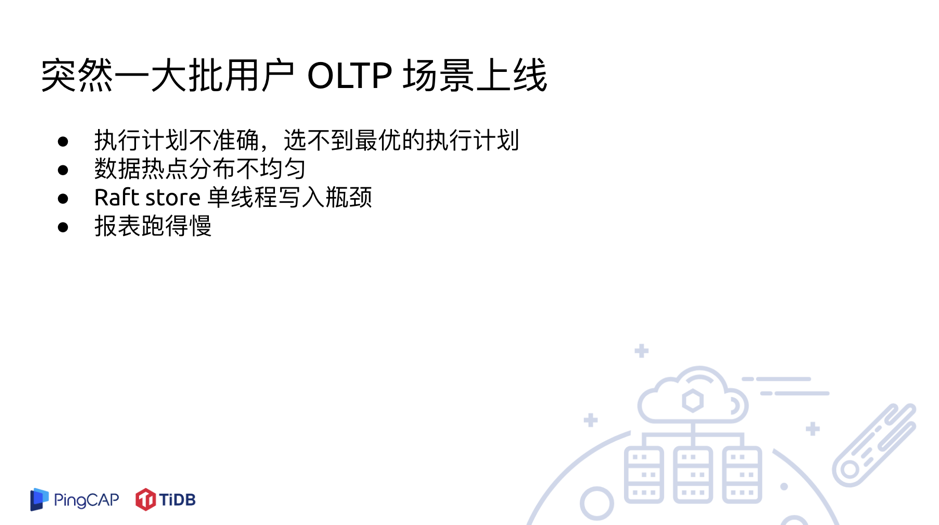 突然一大批用户 OLTP 场景上线
● 执行计划不准确，选不到最优的执行计划
● 数据热点分布不均匀
● Raft store 单线程写入瓶颈
● 报表跑得慢
PingCAP TiDB